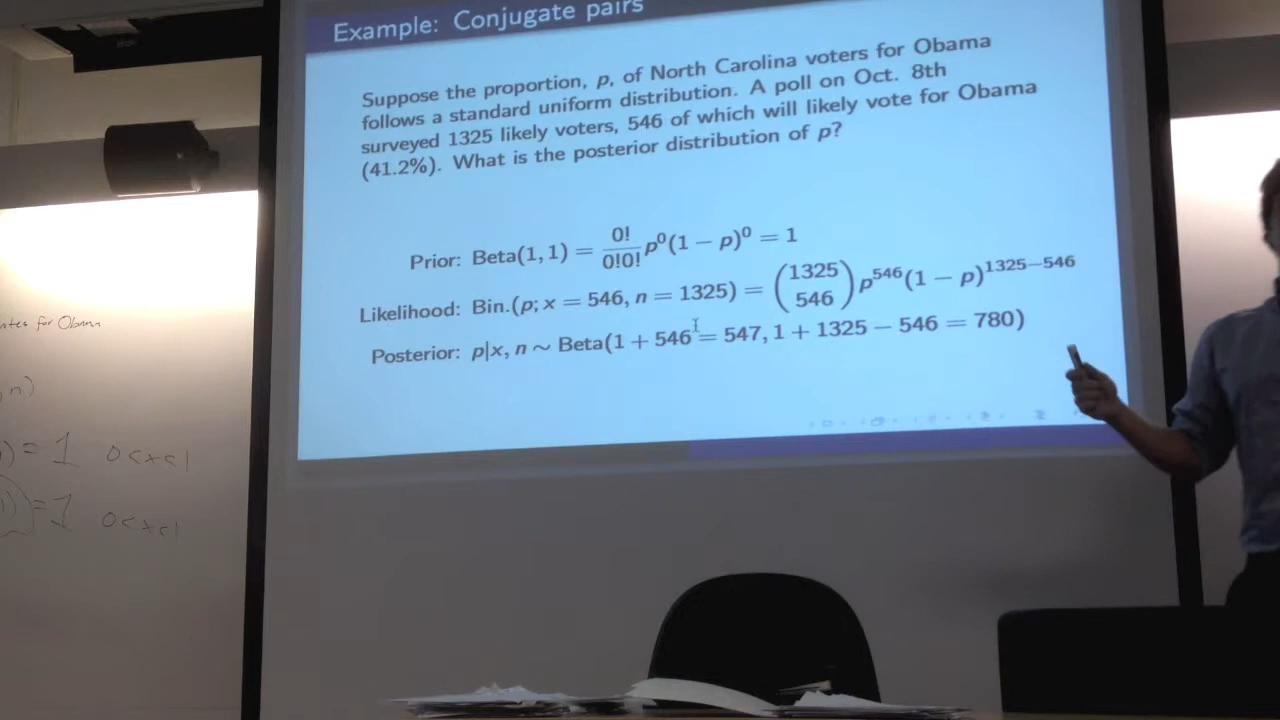 Example: Conjugate pairs
Suppose the proportion, p, of North Carolina voters for Obama
follows a standard uniform distribution. A poll on Oct. 8th
surveyed 1325 likely voters, 546 of which will likely vote for Obama
(41.2%). What is the posterior distribution of p?
Prior: Beta(1, 1) = 0!/0!0! p⁰(1 − p)⁰ = 1
Likelihood: Bin.(p; x = 546, n = 1325) = (1325 546) p⁵⁴⁶(1 − p)¹³²⁵⁻⁵⁴⁶
Posterior: p|x, n ∼ Beta(1 + 546 = 547, 1 + 1325 − 546 = 780)
for Obama
, n)
) = 1 0<x<1
1) = 1 0<x<1